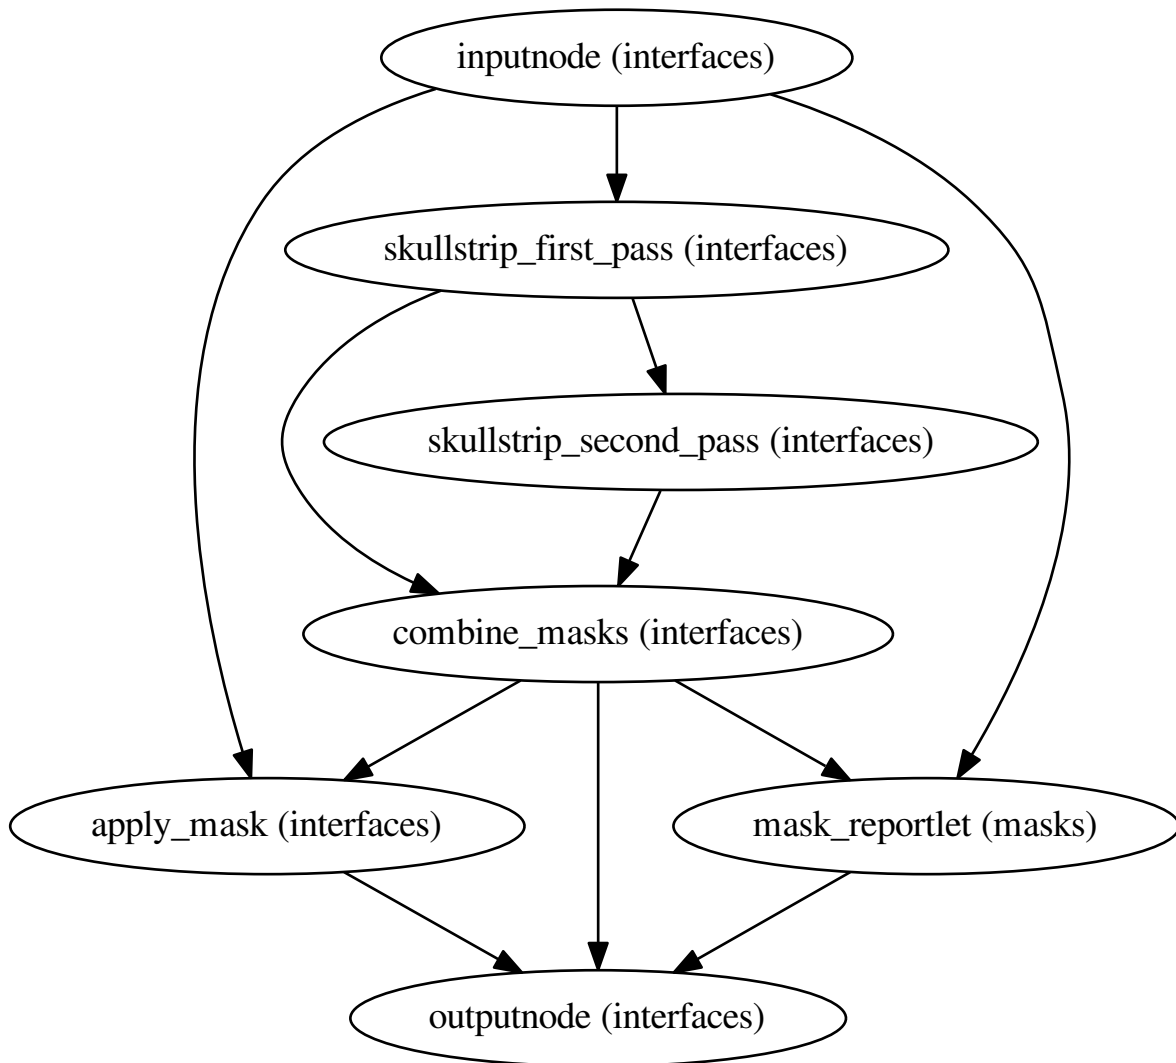 inputnode (interfaces)
skullstrip_first_pass (interfaces)
skullstrip_second_pass (interfaces)
combine_masks (interfaces)
apply_mask (interfaces)
mask_reportlet (masks)
outputnode (interfaces)